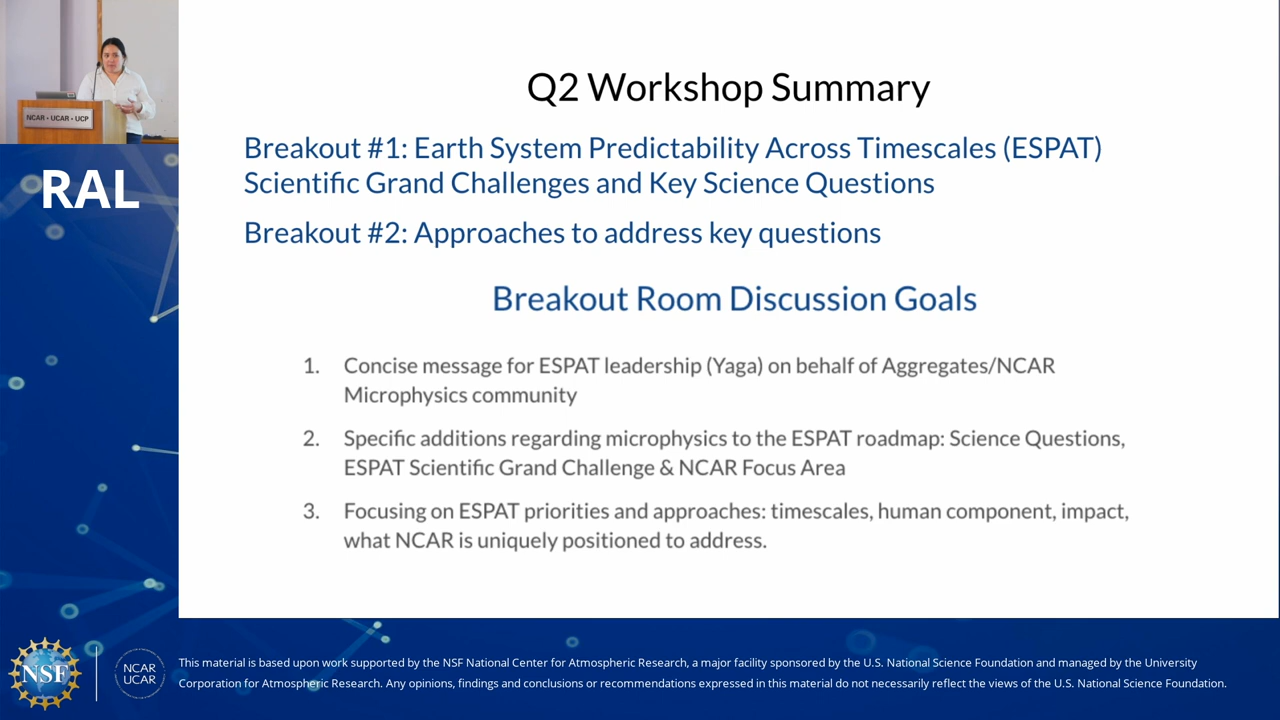 NCAR • UCAR • UCP
RAL
Q2 Workshop Summary
Breakout #1: Earth System Predictability Across Timescales (ESPAT)
Scientific Grand Challenges and Key Science Questions
Breakout #2: Approaches to address key questions
Breakout Room Discussion Goals
1. Concise message for ESPAT leadership (Yaga) on behalf of Aggregates/NCAR
Microphysics community
2. Specific additions regarding microphysics to the ESPAT roadmap: Science Questions,
ESPAT Scientific Grand Challenge & NCAR Focus Area
3. Focusing on ESPAT priorities and approaches: timescales, human component, impact,
what NCAR is uniquely positioned to address.
NSF
NCAR
UCAR
This material is based upon work supported by the NSF National Center for Atmospheric Research, a major facility sponsored by the U.S. National Science Foundation and managed by the University
Corporation for Atmospheric Research. Any opinions, findings and conclusions or recommendations expressed in this material do not necessarily reflect the views of the U.S. National Science Foundation.